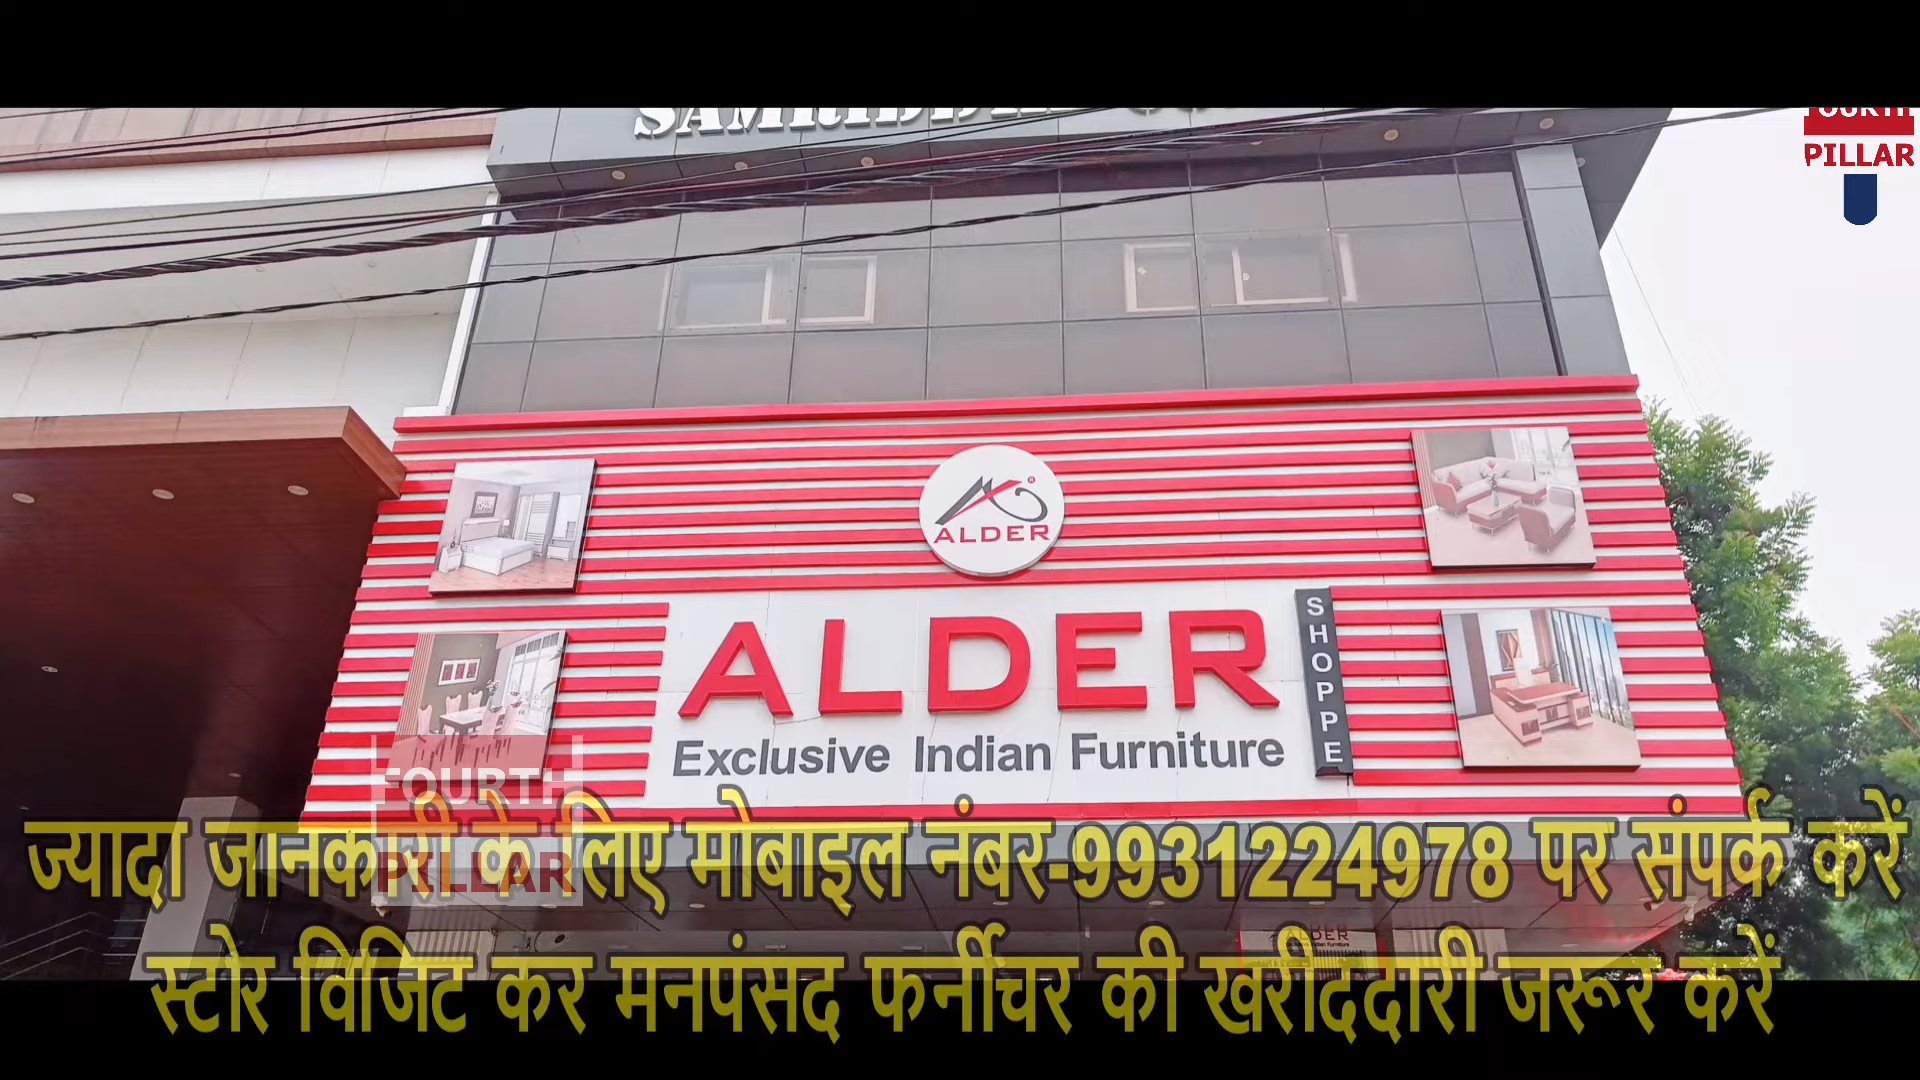 PILLAR
ALDER
ALDER
SHOPPE
Exclusive Indian Furniture
FOURTH
PILLAR
ज्यादा जानकारी के लिए मोबाइल नंबर-9931224978 पर संपर्क करें
ALDER
स्टोर विजिट कर मनपंसद फर्नीचर की खरीददारी जरूर करें